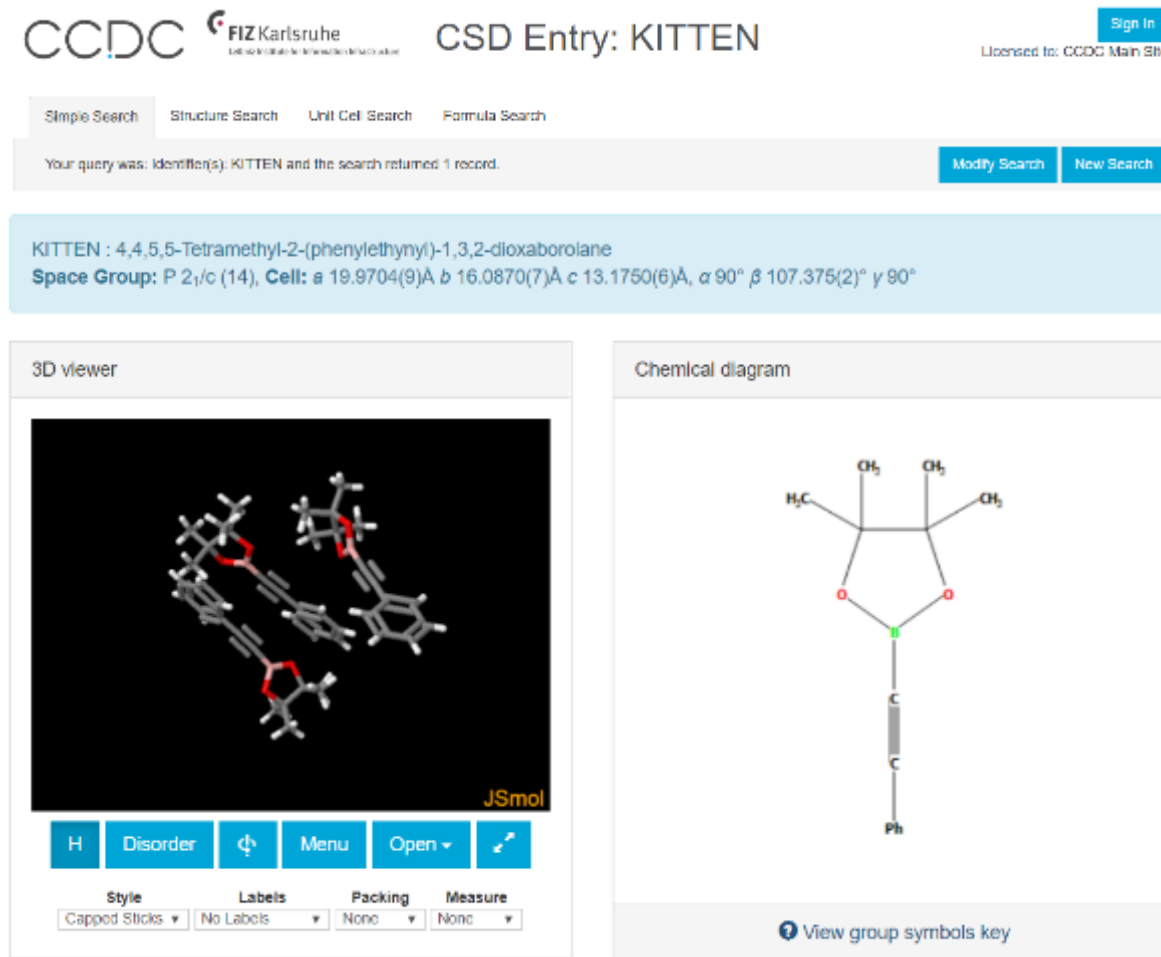 CCDC FIZ Karlsruhe CSD Entry: KITTEN Sign In
Leibniz Institute for Information Infrastructure
Licensed to: CCDC Main Sit
Simple Search Structure Search Unit Cell Search Formula Search
Your query was: Identifier(s): KITTEN and the search returned 1 record. Modify Search New Search
KITTEN : 4,4,5,5-Tetramethyl-2-(phenylethynyl)-1,3,2-dioxaborolane
Space Group: P 2₁/c (14), Cell: a 19.9704(9)Å b 16.0870(7)Å c 13.1750(6)Å, α 90° β 107.375(2)° γ 90°
3D viewer
Chemical diagram
CH₃ CH₃
H₃C CH₃
O O
B
C
C
Ph
JSmol
H Disorder Menu Open
Style Labels Packing Measure
Capped Sticks No Labels None None
View group symbols key